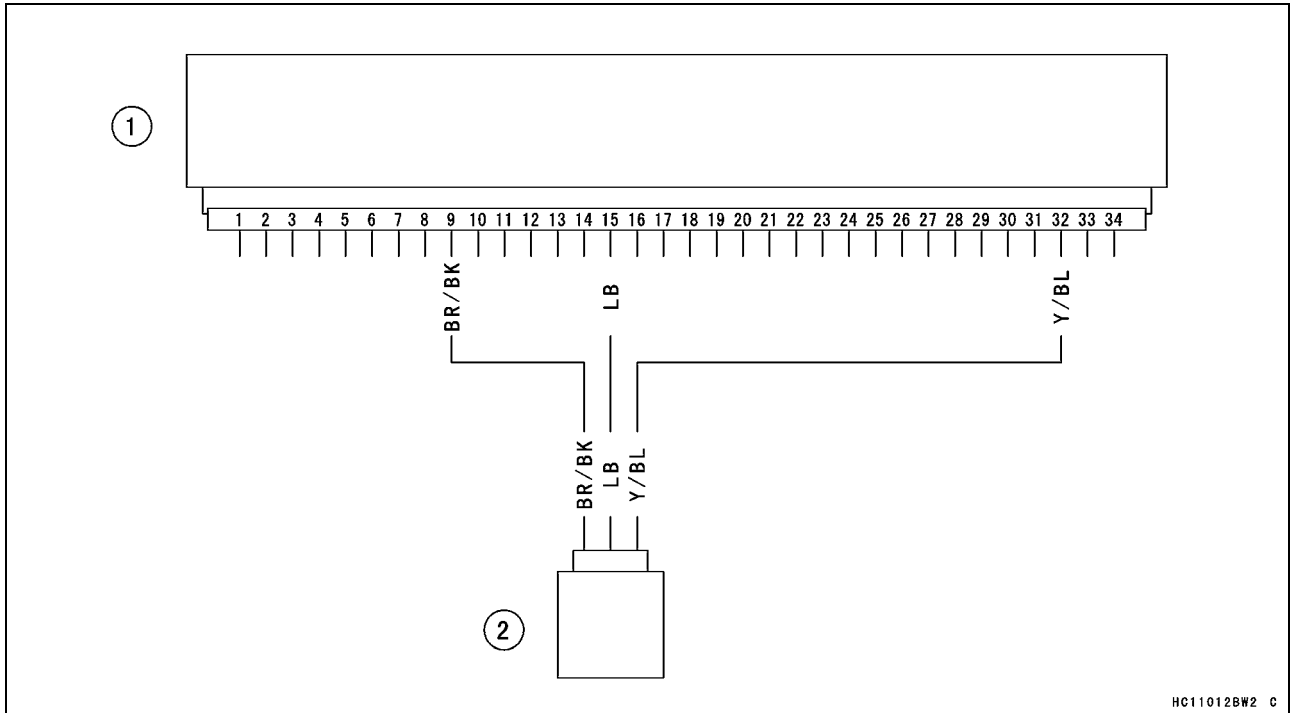 1
1 2 3 4 5 6 7 8 9 10 11 12 13 14 15 16 17 18 19 20 21 22 23 24 25 26 27 28 29 30 31 32 33 34
BR/BK LB Y/BL
BR/BK LB Y/BL
2
HC11012BW2 C